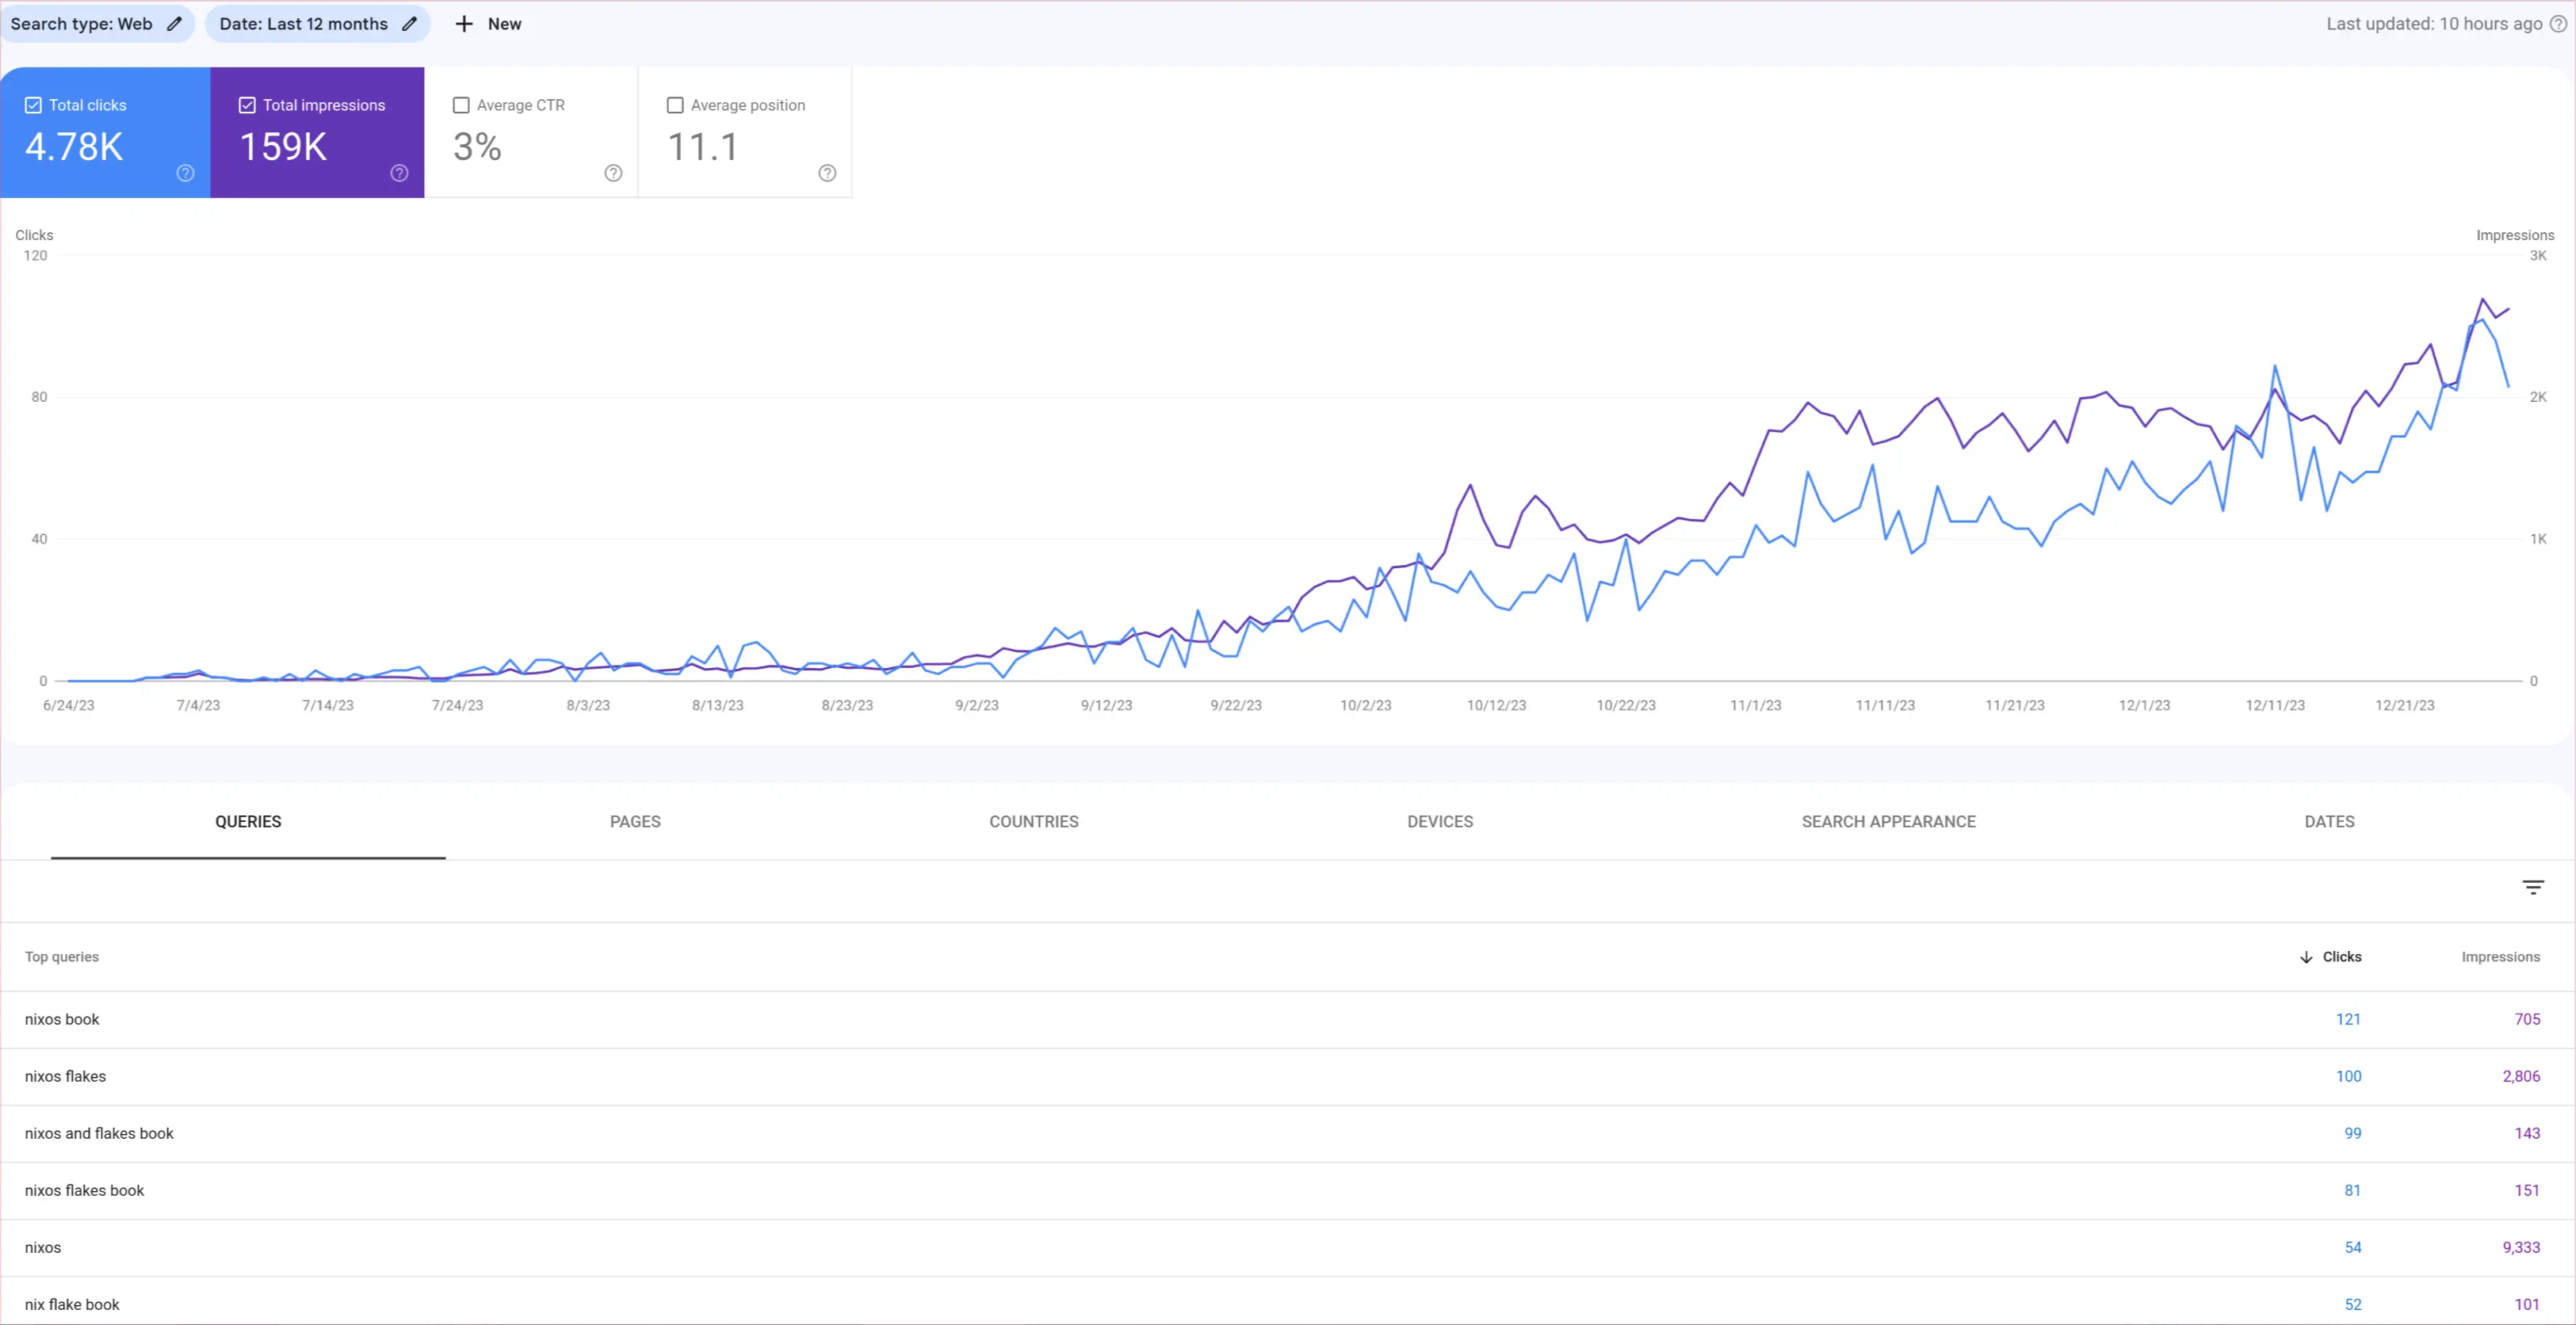 Search type: Web Date: Last 12 months + New Last updated: 10 hours ago
Total clicks Total impressions Average CTR Average position
4.78K 159K 3% 11.1
Clicks Impressions
120 3K
80 2K
40 1K
0 0
6/24/23 7/4/23 7/14/23 7/24/23 8/3/23 8/13/23 8/23/23 9/2/23 9/12/23 9/22/23 10/2/23 10/12/23 10/22/23 11/1/23 11/11/23 11/21/23 12/1/23 12/11/23 12/21/23
QUERIES PAGES COUNTRIES DEVICES SEARCH APPEARANCE DATES
Top queries Clicks Impressions
nixos book 121 705
nixos flakes 100 2,806
nixos and flakes book 99 143
nixos flakes book 81 151
nixos 54 9,333
nix flake book 52 101